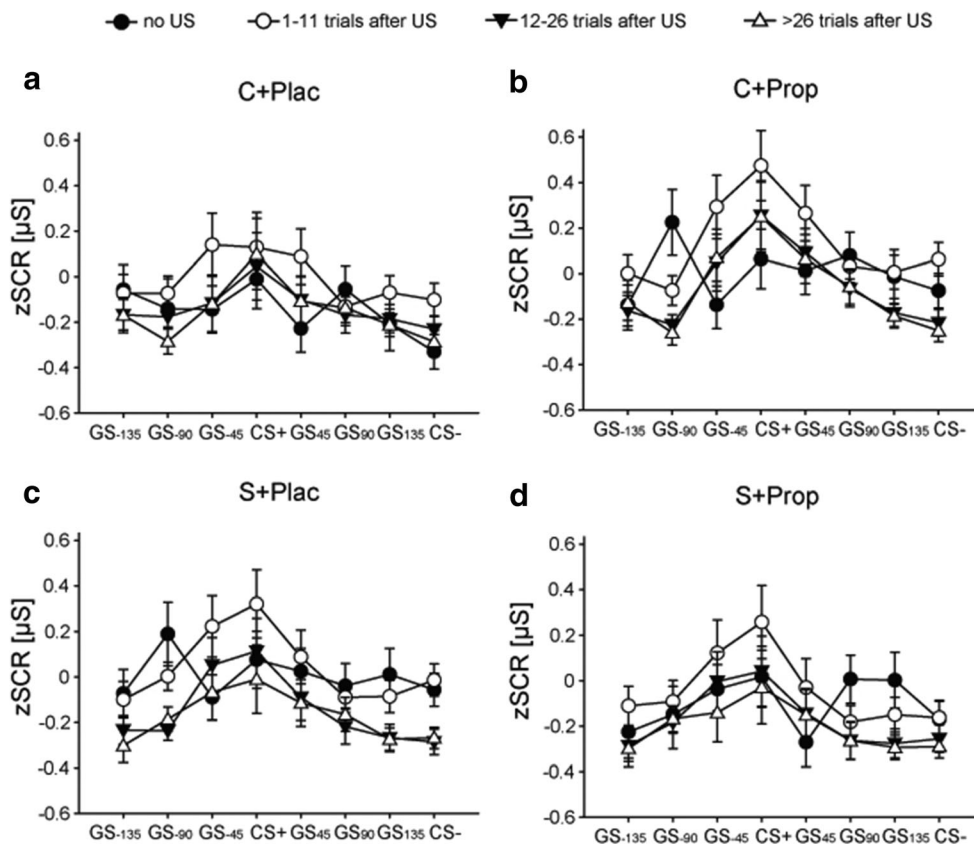 no US 1-11 trials after US 12-26 trials after US >26 trials after US
a
C+Plac
zSCR [µS]
0.6
0.4
0.2
0
-0.2
-0.4
-0.6
GS-135 GS-90 GS-45 CS+ GS45 GS90 GS135 CS-
b
C+Prop
zSCR [µS]
0.6
0.4
0.2
0
-0.2
-0.4
-0.6
GS-135 GS-90 GS-45 CS+ GS45 GS90 GS135 CS-
c
S+Plac
zSCR [µS]
0.6
0.4
0.2
0
-0.2
-0.4
-0.6
GS-135 GS-90 GS-45 CS+ GS45 GS90 GS135 CS-
d
S+Prop
zSCR [µS]
0.6
0.4
0.2
0
-0.2
-0.4
-0.6
GS-135 GS-90 GS-45 CS+ GS45 GS90 GS135 CS-